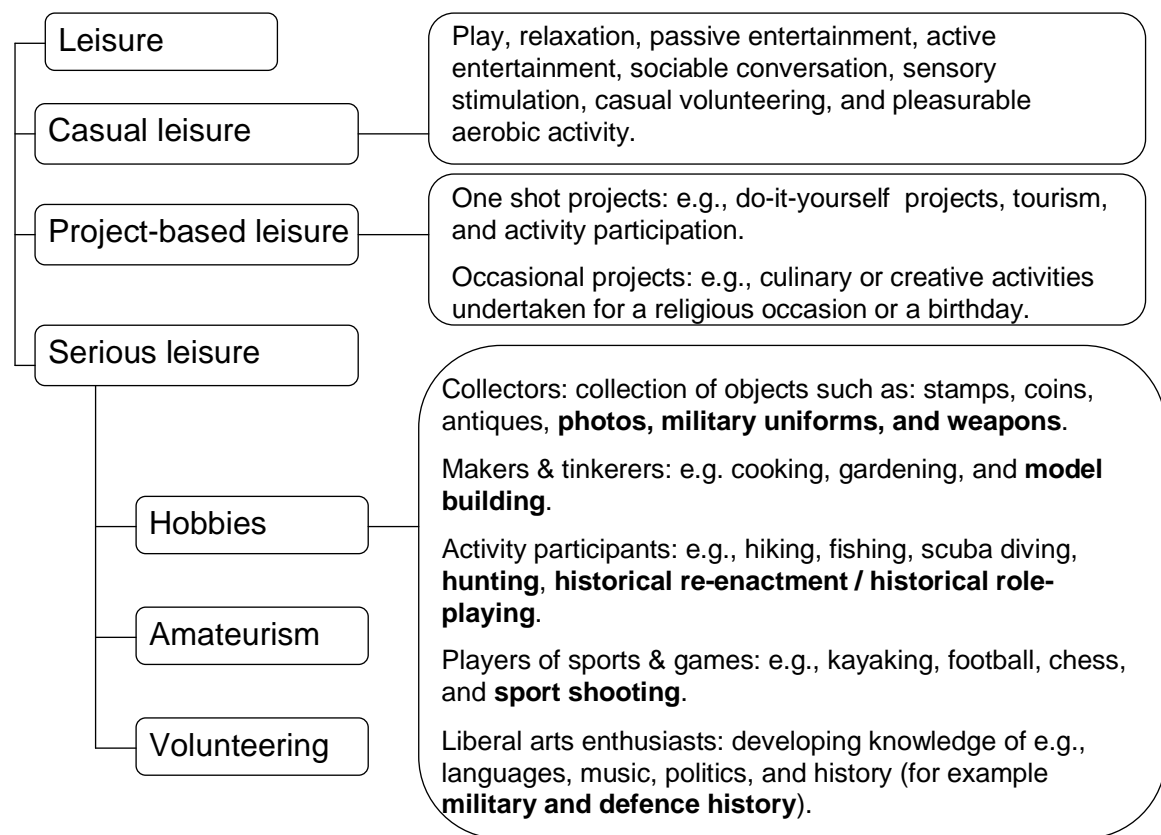 Leisure
Play, relaxation, passive entertainment, active
entertainment, sociable conversation, sensory
stimulation, casual volunteering, and pleasurable
aerobic activity.
Casual leisure
Project-based leisure
One shot projects: e.g., do-it-yourself  projects, tourism,
and activity participation.
Occasional projects: e.g., culinary or creative activities
undertaken for a religious occasion or a birthday.
Serious leisure
Collectors: collection of objects such as: stamps, coins,
antiques, photos, military uniforms, and weapons.
Makers & tinkerers: e.g. cooking, gardening, and model
building.
Hobbies
Activity participants: e.g., hiking, fishing, scuba diving,
hunting, historical re-enactment / historical role-
playing.
Amateurism
Players of sports & games: e.g., kayaking, football, chess,
and sport shooting.
Volunteering
Liberal arts enthusiasts: developing knowledge of e.g.,
languages, music, politics, and history (for example
military and defence history).